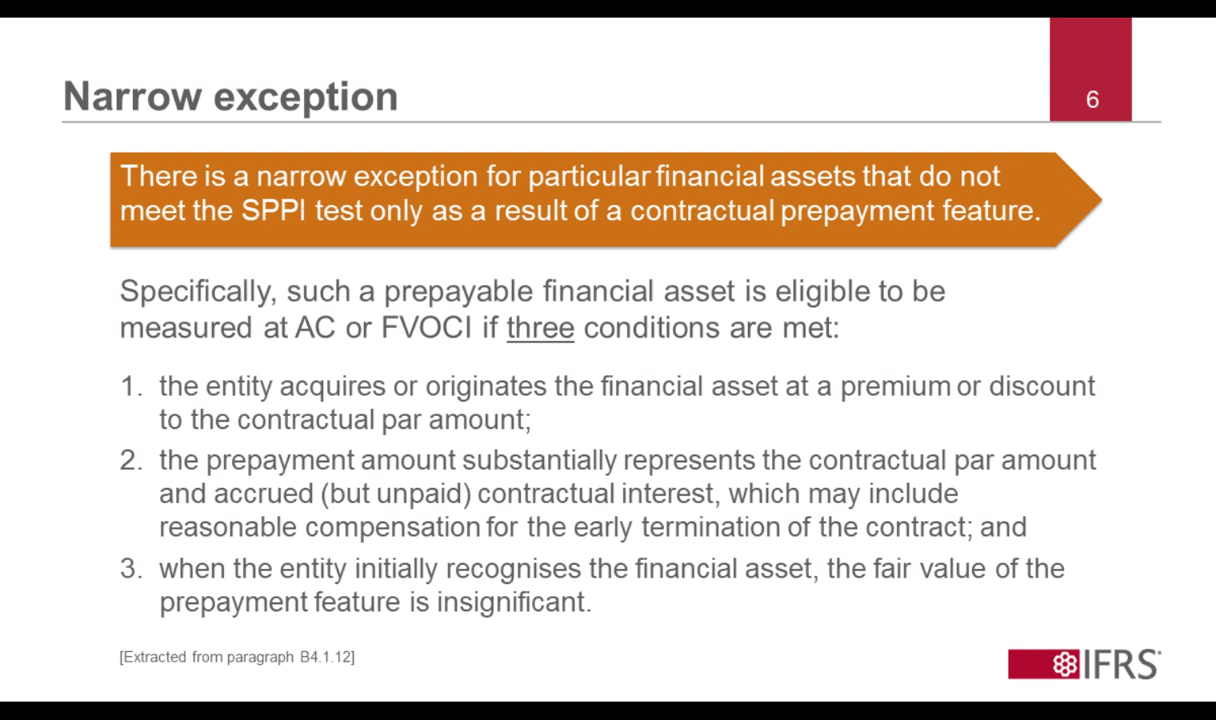 Narrow exception
6
There is a narrow exception for particular financial assets that do not
meet the SPPI test only as a result of a contractual prepayment feature.
Specifically, such a prepayable financial asset is eligible to be
measured at AC or FVOCI if three conditions are met:
1. the entity acquires or originates the financial asset at a premium or discount
to the contractual par amount;
2. the prepayment amount substantially represents the contractual par amount
and accrued (but unpaid) contractual interest, which may include
reasonable compensation for the early termination of the contract; and
3. when the entity initially recognises the financial asset, the fair value of the
prepayment feature is insignificant.
[Extracted from paragraph B4.1.12]
IFRS